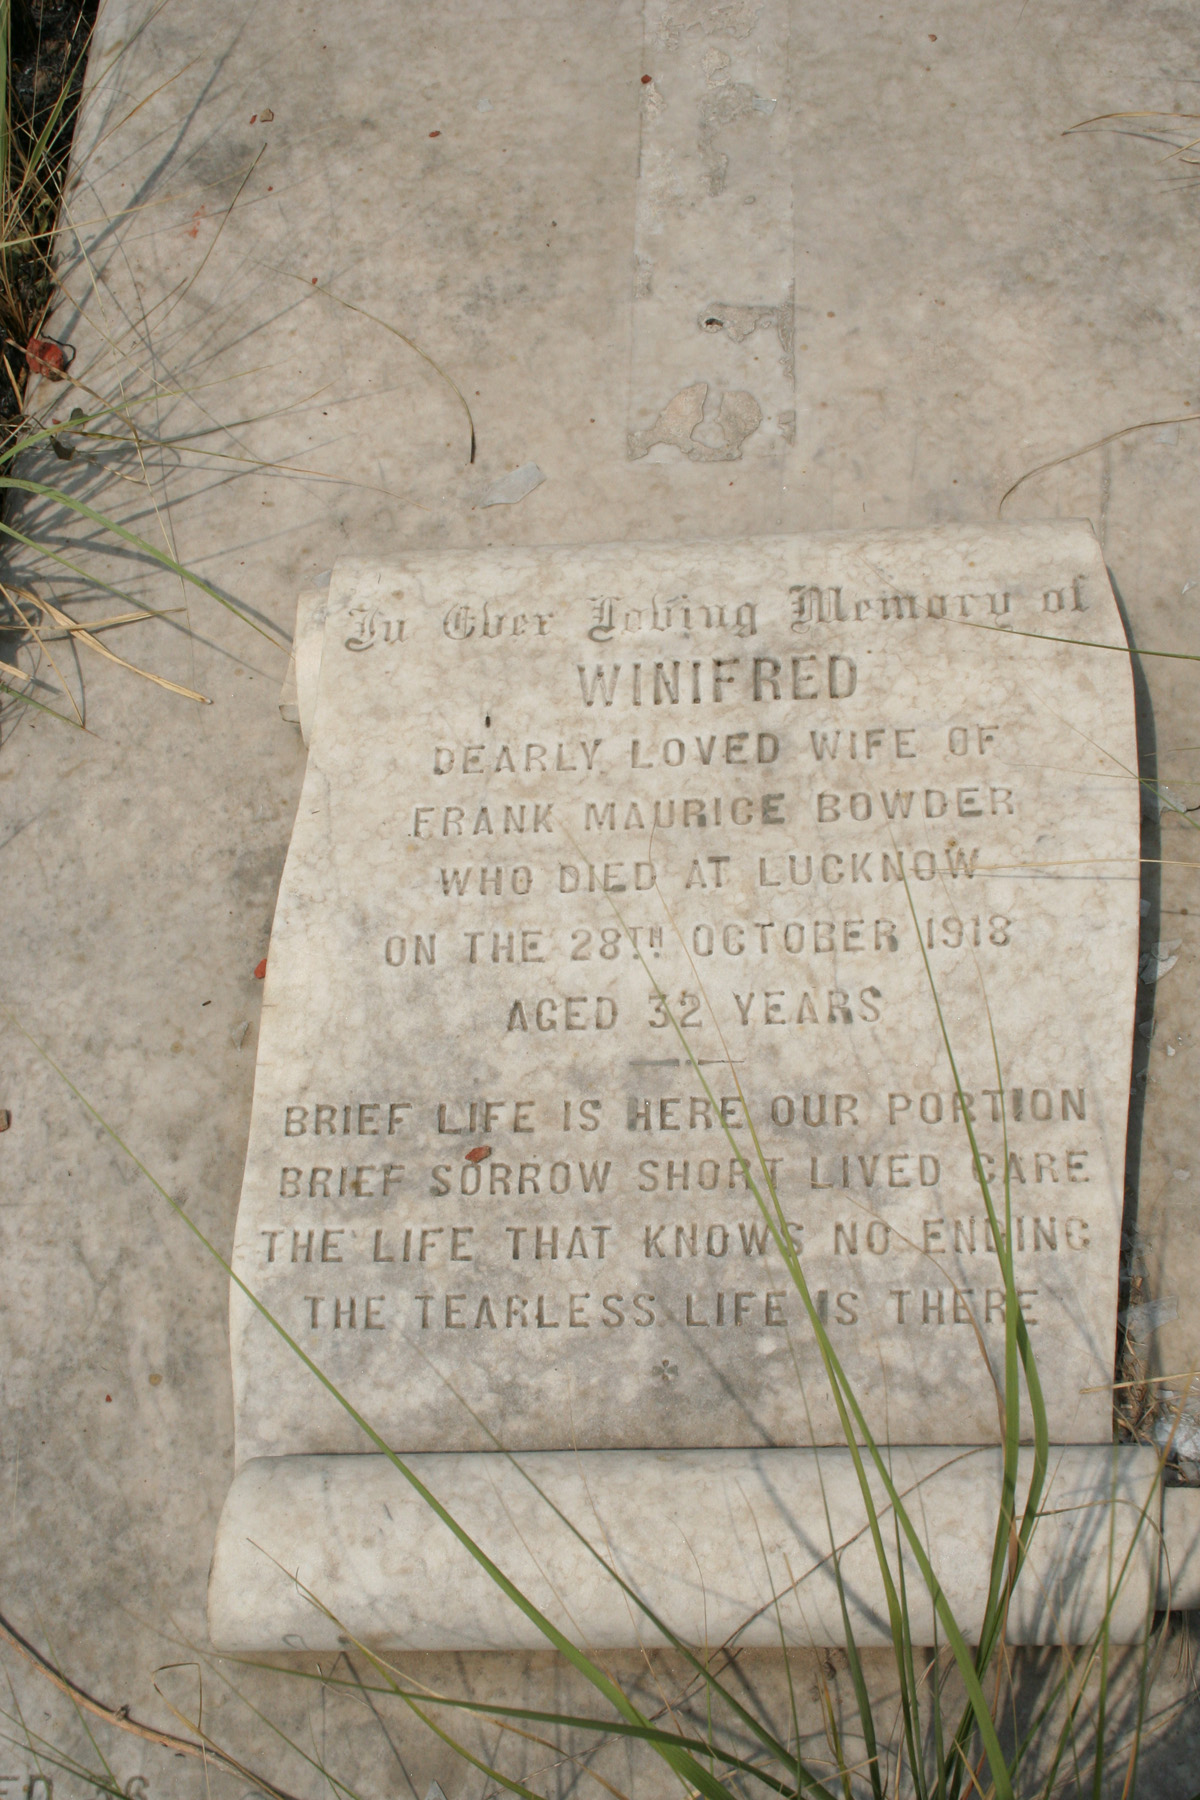 In Ever Loving Memory of
WINIFRED
DEARLY LOVED WIFE OF
FRANK MAURICE BOWDER
WHO DIED AT LUCKNOW
ON THE 28TH OCTOBER 1918
AGED 32 YEARS
BRIEF LIFE IS HERE OUR PORTION
BRIEF SORROW SHORT LIVED CARE
THE LIFE THAT KNOWS NO ENDING
THE TEARLESS LIFE IS THERE